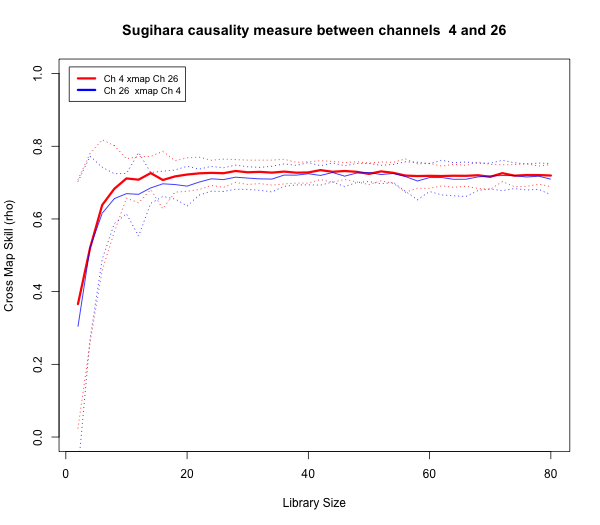 Sugihara causality measure between channels  4 and 26
Ch 4 xmap Ch 26
Ch 26  xmap Ch 4
Cross Map Skill (rho)
1.0
0.8
0.6
0.4
0.2
0.0
0 20 40 60 80
Library Size